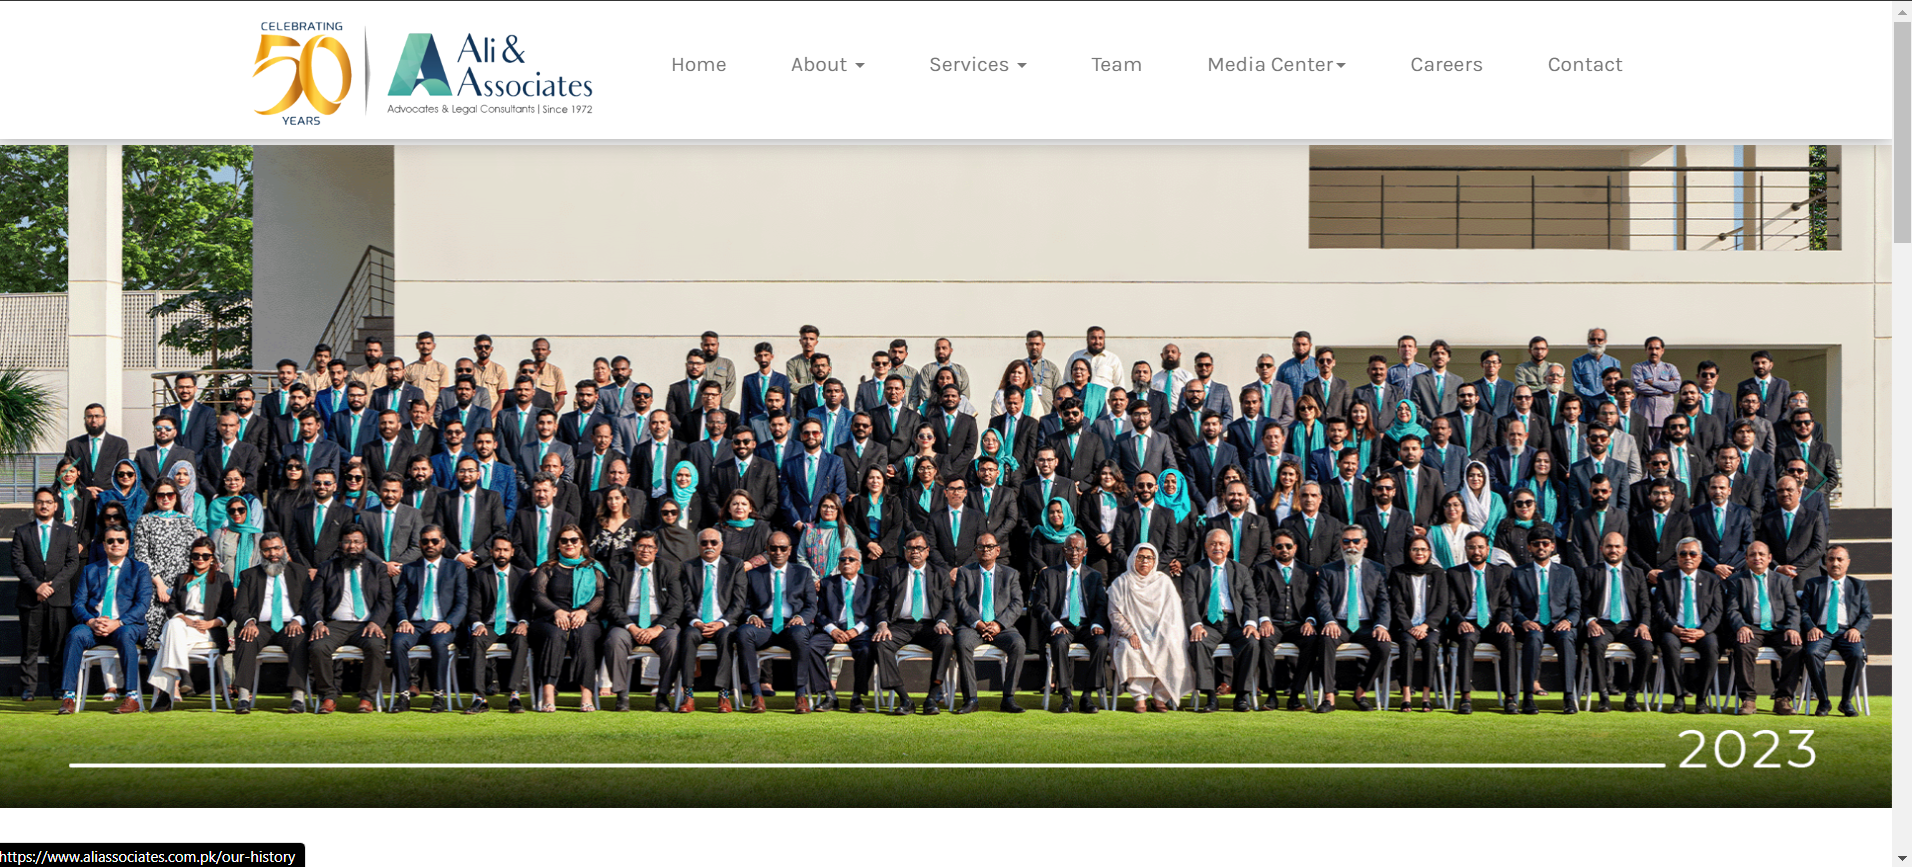 CELEBRATING
50
YEARS
Ali &
Associates
Advocates & Legal Consultants | Since 1972
Home
About
Services
Team
Media Center
Careers
Contact
2023
https://www.aliassociates.com.pk/our-history